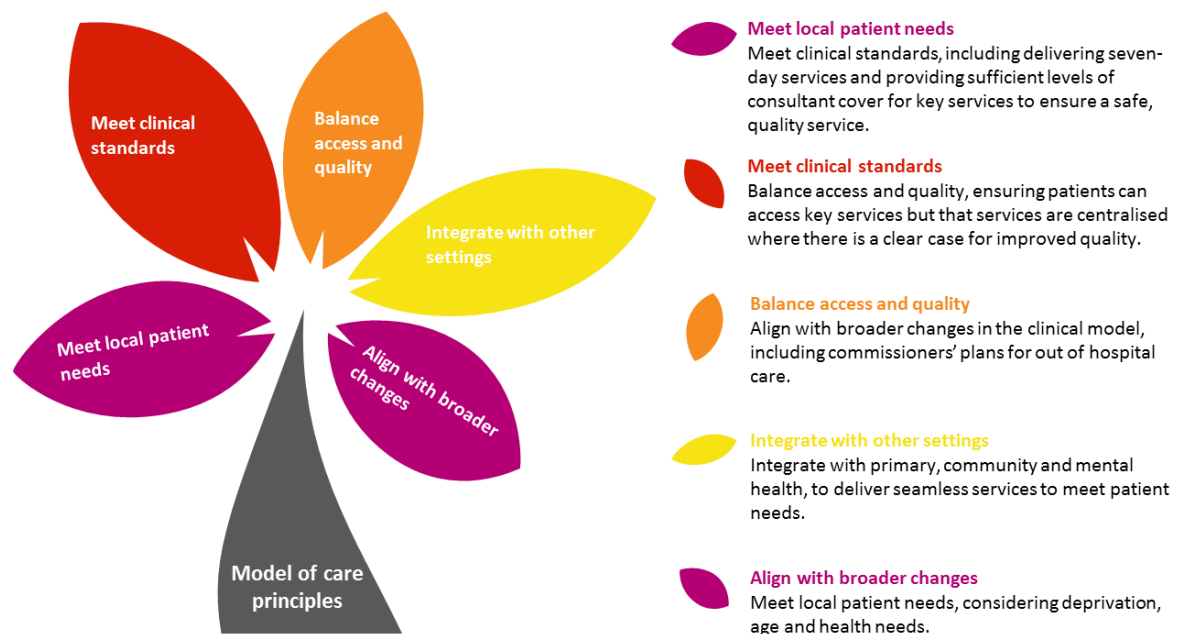 Meet clinical
standards
Balance
access and
quality
Integrate with other
settings
Meet local patient
needs
Align with broader
changes
Model of care
principles
Meet local patient needs
Meet clinical standards, including delivering seven-
day services and providing sufficient levels of
consultant cover for key services to ensure a safe,
quality service.
Meet clinical standards
Balance access and quality, ensuring patients can
access key services but that services are centralised
where there is a clear case for improved quality.
Balance access and quality
Align with broader changes in the clinical model,
including commissioners’ plans for out of hospital
care.
Integrate with other settings
Integrate with primary, community and mental
health, to deliver seamless services to meet patient
needs.
Align with broader changes
Meet local patient needs, considering deprivation,
age and health needs.